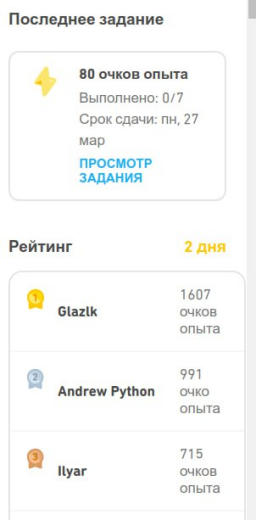 Последнее задание
80 очков опыта
Выполнено: 0/7
Срок сдачи: пн, 27
мар
ПРОСМОТР
ЗАДАНИЯ
Рейтинг 2 дня
1
Glazlk
1607
очков
опыта
2
Andrew Python
991
очко
опыта
3
Ilyar
715
очков
опыта